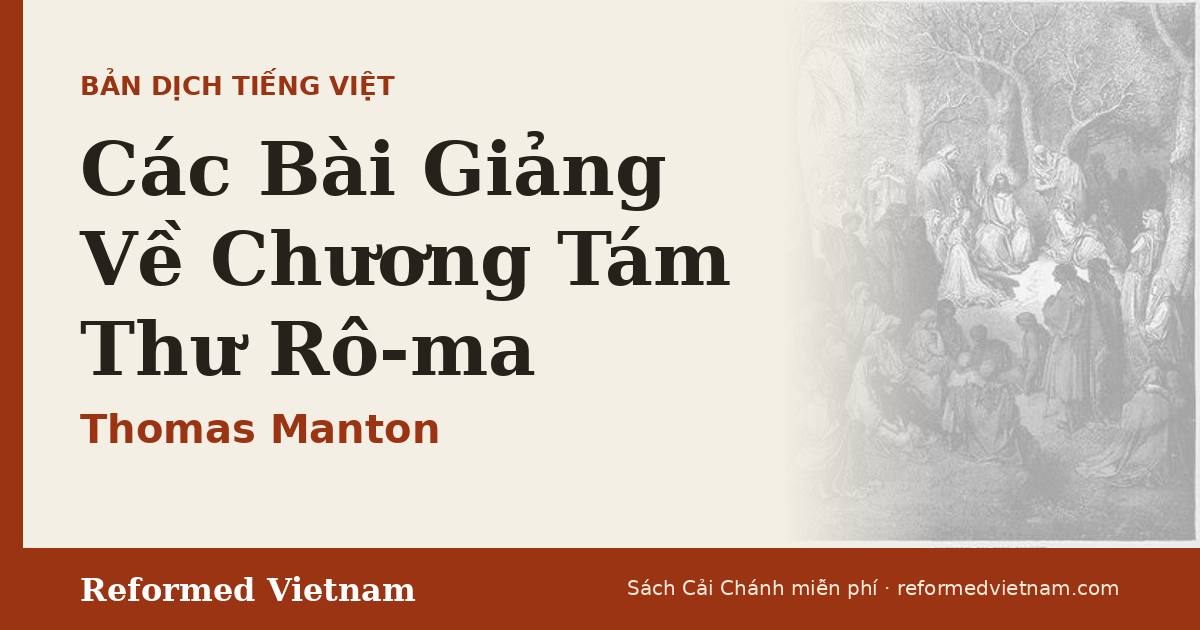 BẢN DỊCH TIẾNG VIỆT
Các Bài Giảng
Về Chương Tám
Thư Rô-ma
Thomas Manton
Reformed Vietnam
Sách Cải Chánh miễn phí · reformedvietnam.com